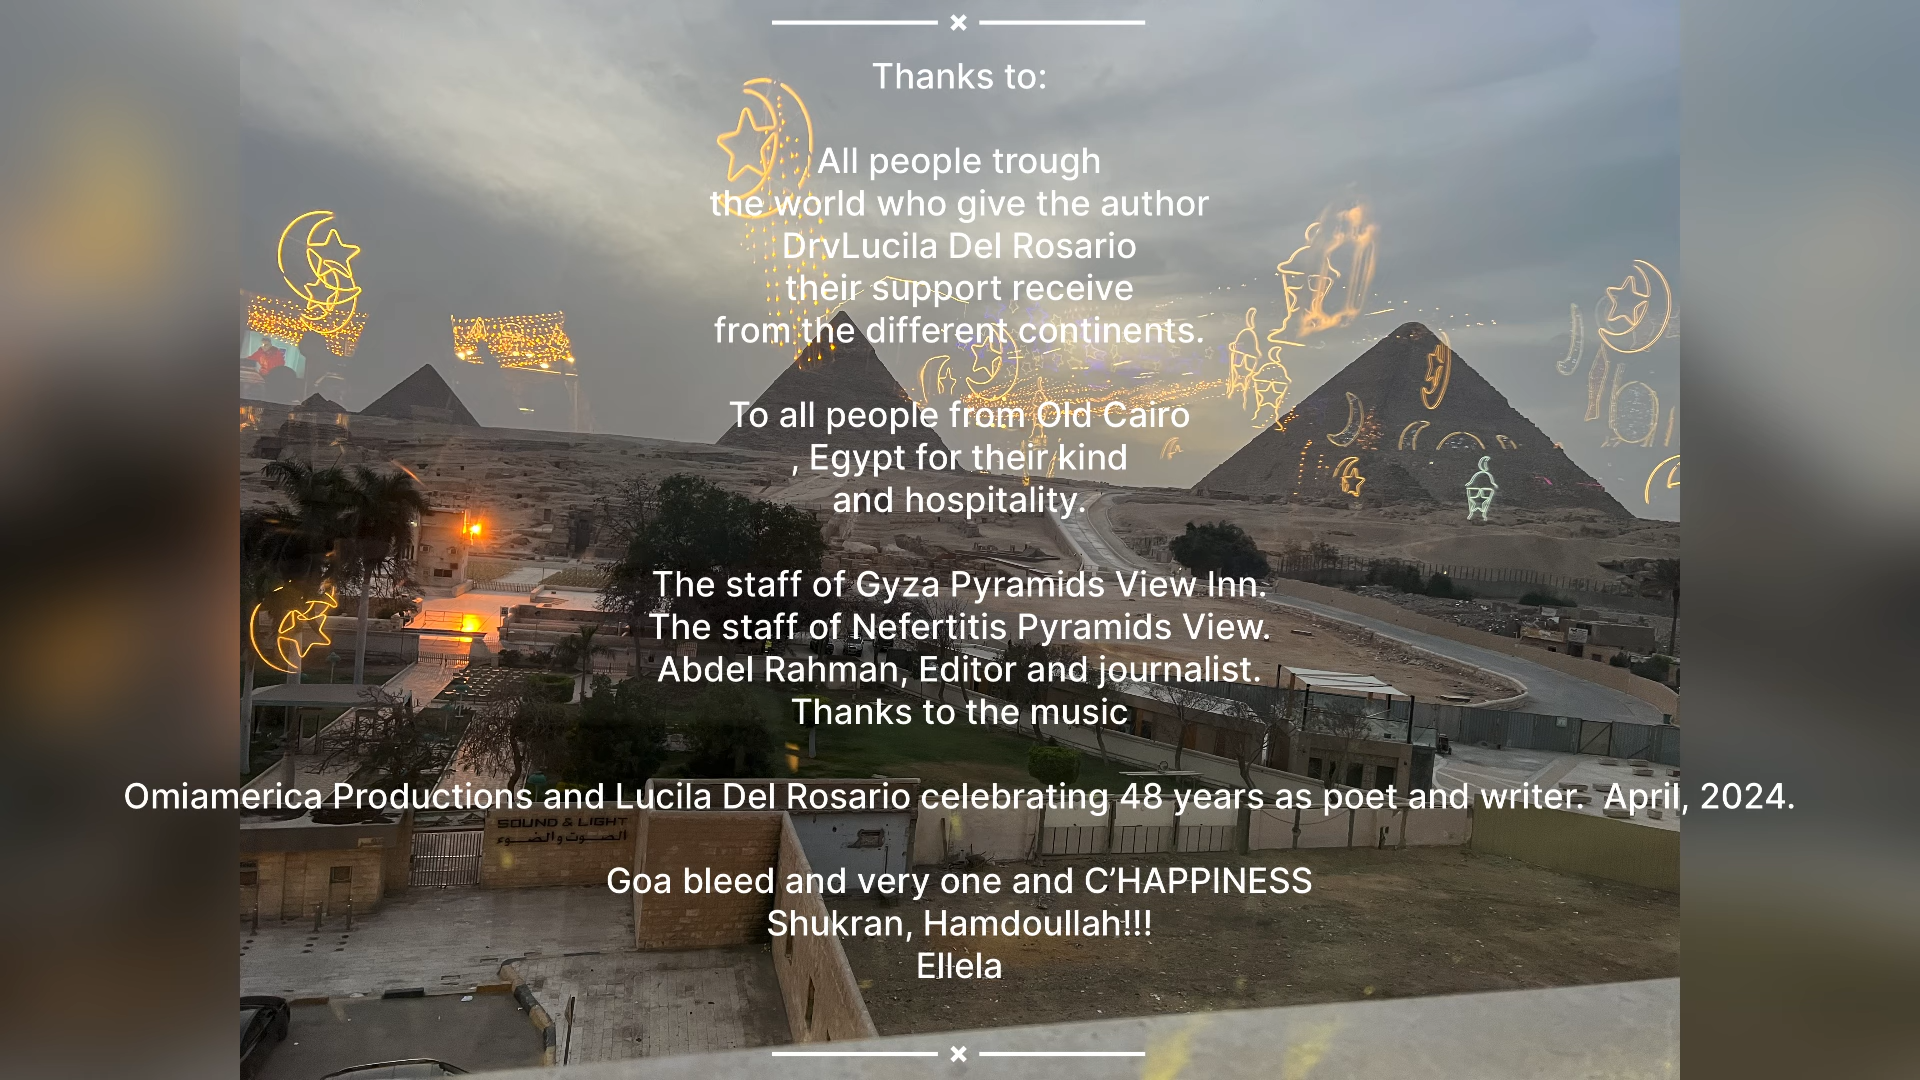 Thanks to:
All people trough
the world who give the author
DrvLucila Del Rosario
their support receive
from the different continents.
To all people from Old Cairo
, Egypt for their kind
and hospitality.
The staff of Gyza Pyramids View Inn.
The staff of Nefertitis Pyramids View.
Abdel Rahman, Editor and journalist.
Thanks to the music
Omiamerica Productions and Lucila Del Rosario celebrating 48 years as poet and writer.  April, 2024.
SOUND & LIGHT
الصوت والضوء
Goa bleed and very one and C’HAPPINESS
Shukran, Hamdoullah!!!
Ellela